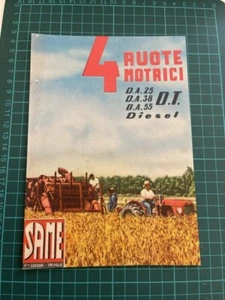 4 RUOTE
MOTRICI
D.A.25
D.A.38 D.T.
D.A.55
Diesel
SAME